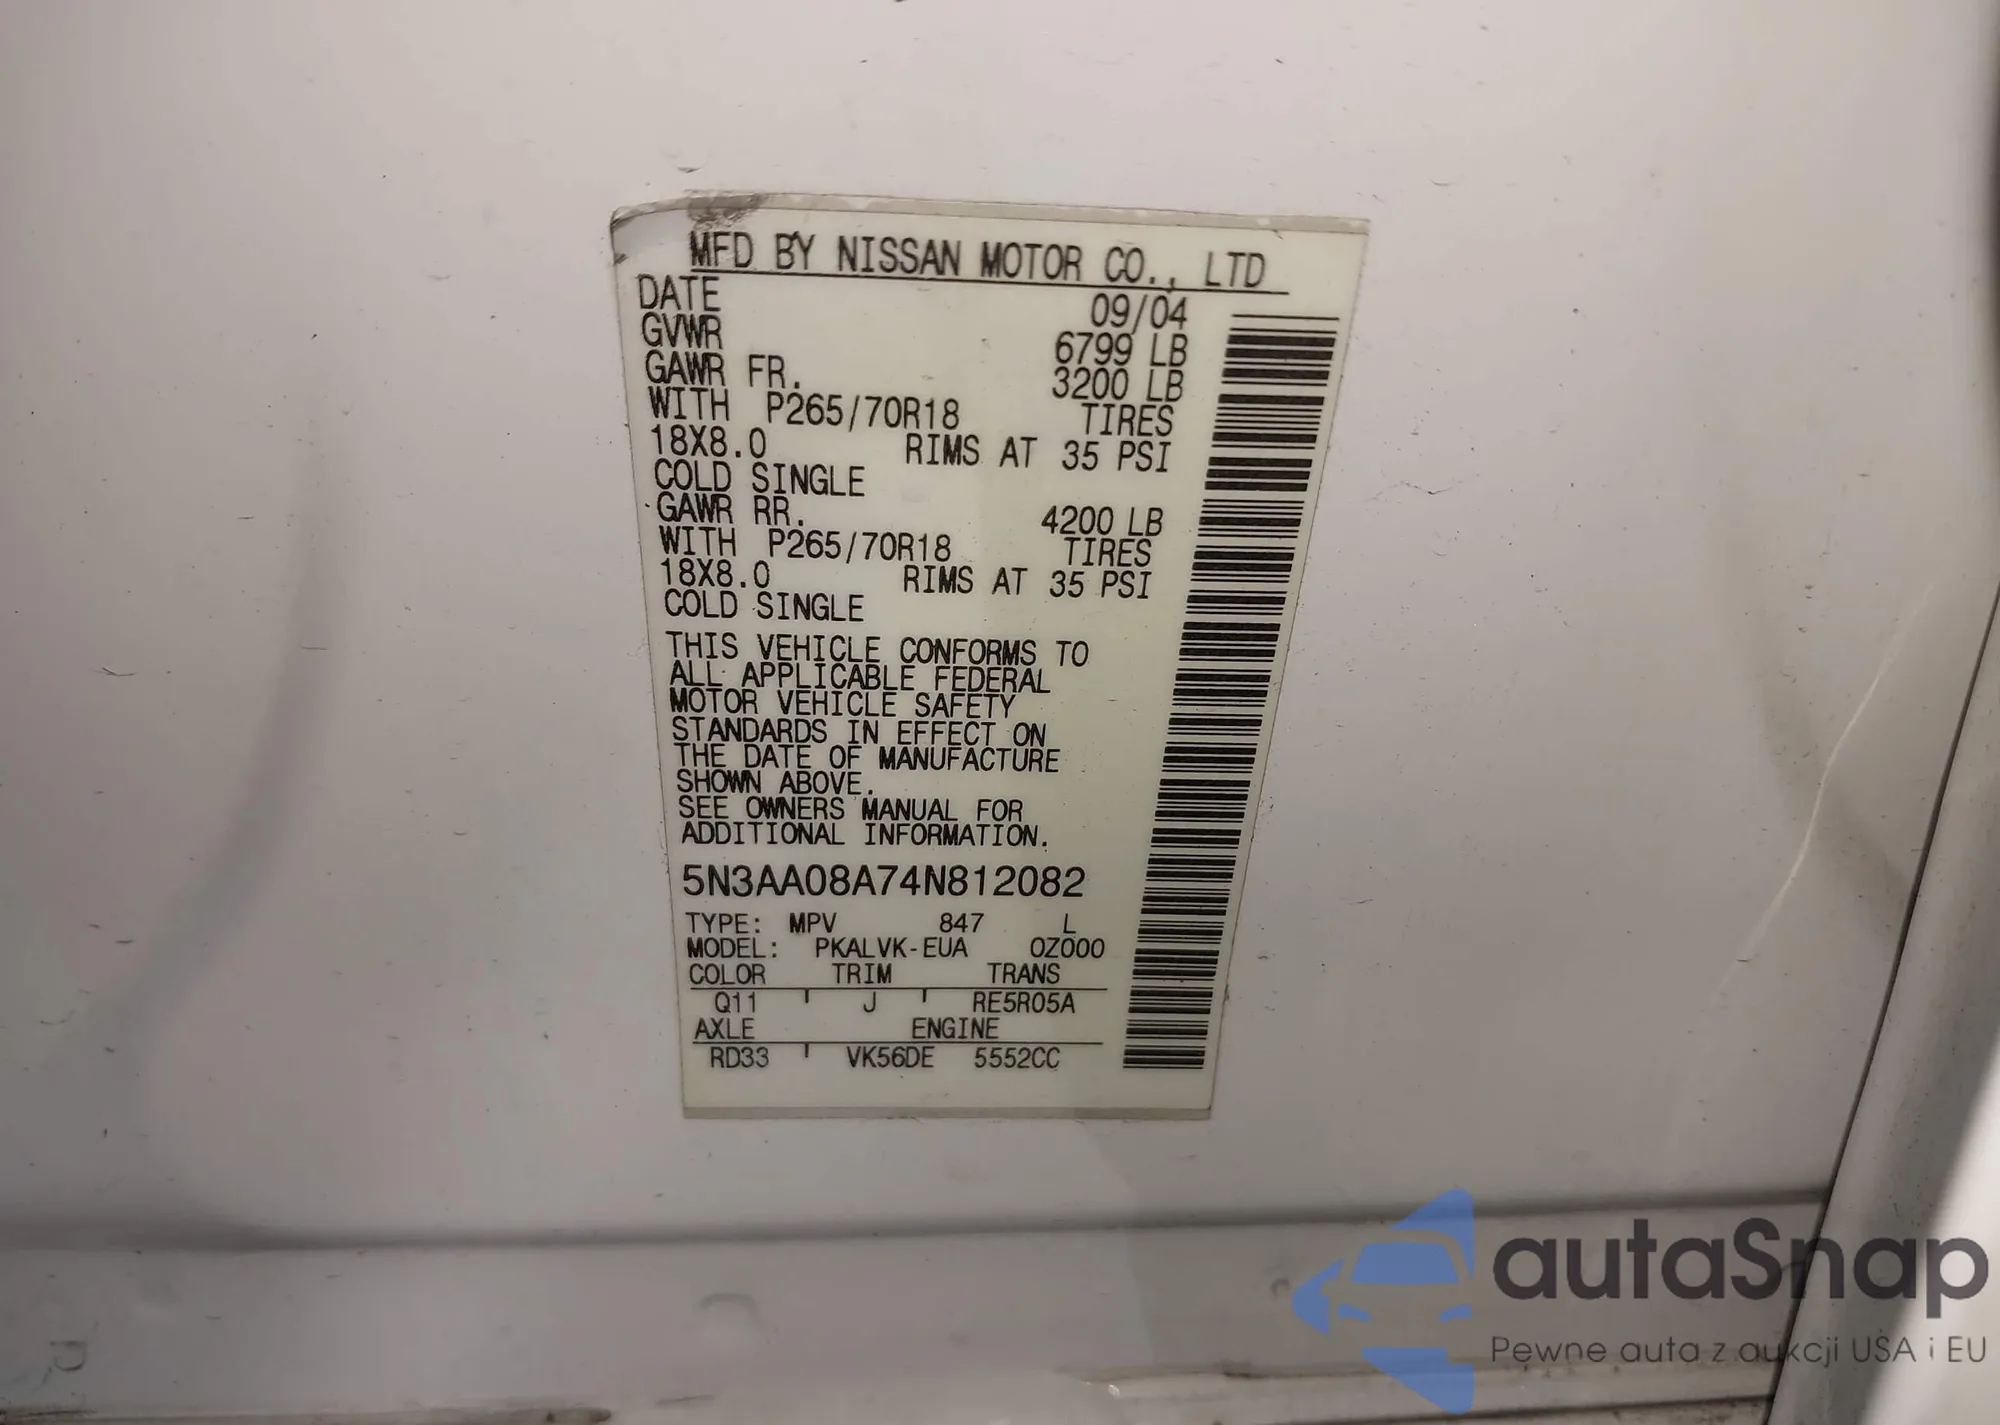 MFD BY NISSAN MOTOR CO., LTD
DATE 09/04
GVWR 6799 LB
GAWR FR. 3200 LB
WITH P265/70R18 TIRES
18X8.0 RIMS AT 35 PSI
COLD SINGLE
GAWR RR. 4200 LB
WITH P265/70R18 TIRES
18X8.0 RIMS AT 35 PSI
COLD SINGLE
THIS VEHICLE CONFORMS TO
ALL APPLICABLE FEDERAL
MOTOR VEHICLE SAFETY
STANDARDS IN EFFECT ON
THE DATE OF MANUFACTURE
SHOWN ABOVE.
SEE OWNERS MANUAL FOR
ADDITIONAL INFORMATION.
5N3AA08A74N812082
TYPE: MPV 847 L
MODEL: PKALVK-EUA 0Z000
COLOR TRIM TRANS
Q11 J RE5R05A
AXLE ENGINE
RD33 VK56DE 5552CC
autaSnap
Pewne auta z aukcji USA i EU